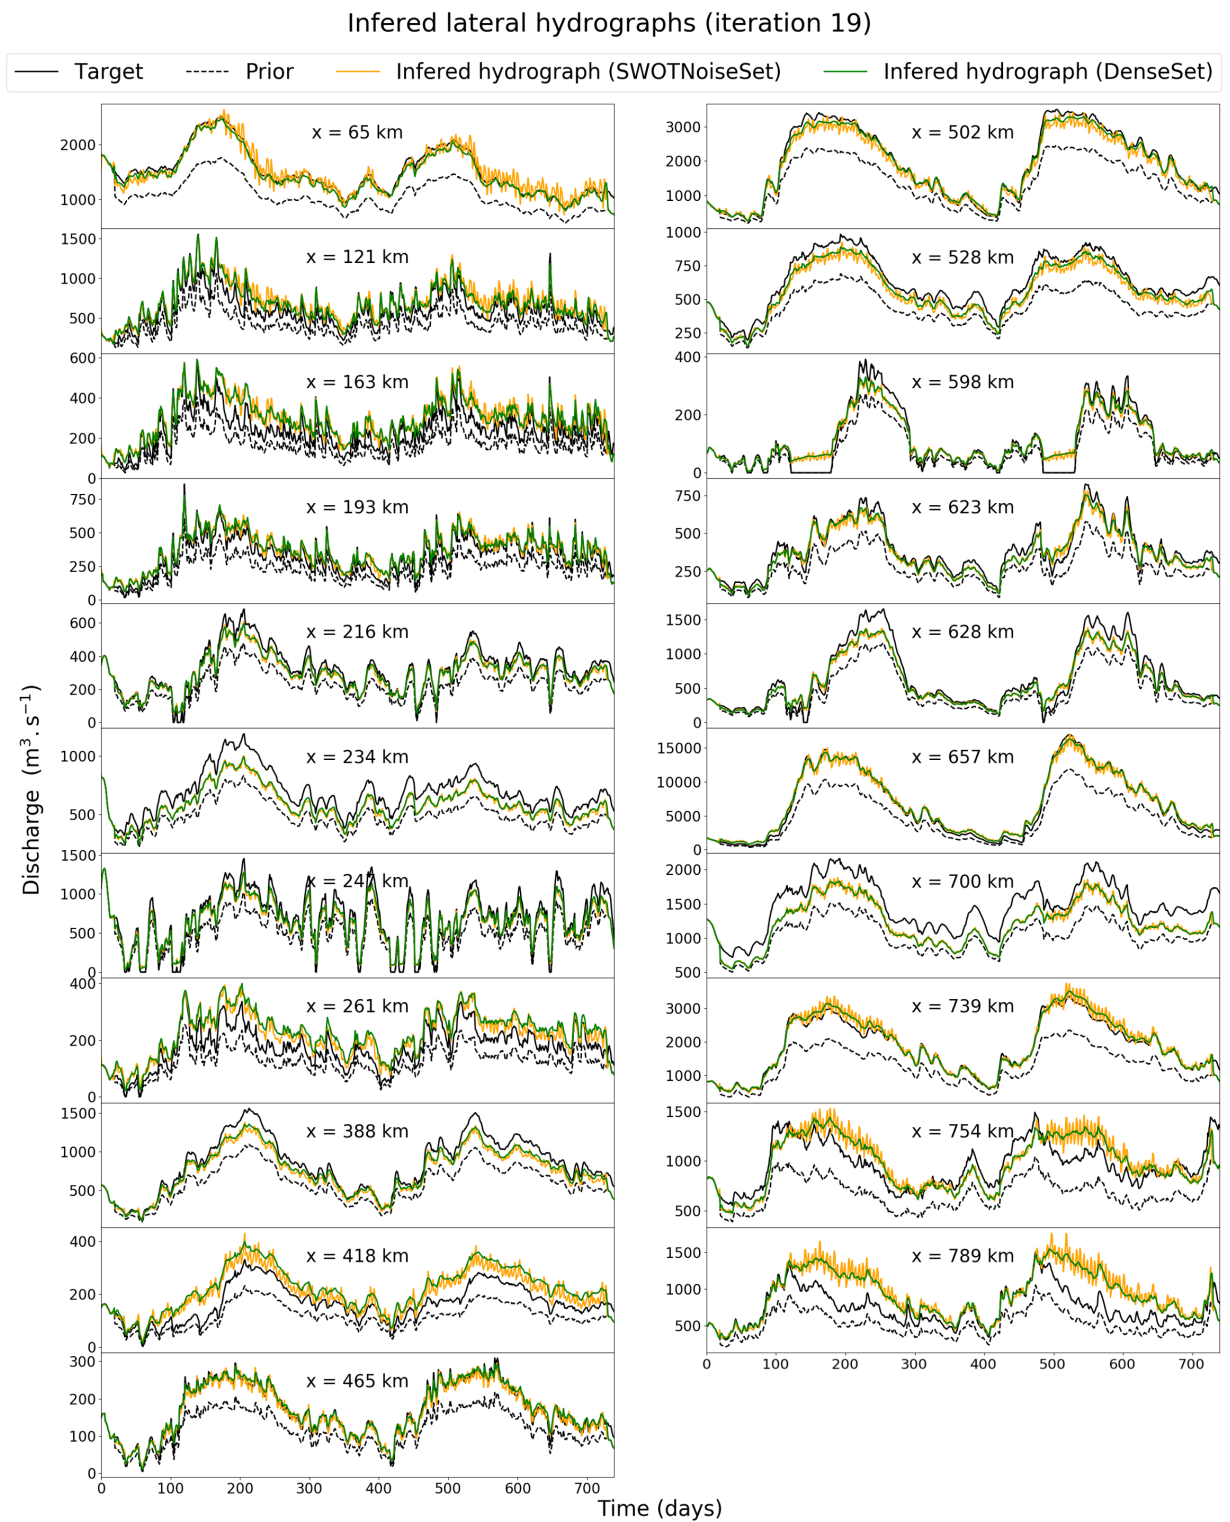 Infered lateral hydrographs (iteration 19)
Target Prior Infered hydrograph (SWOTNoiseSet) Infered hydrograph (DenseSet)
Discharge (m³.s⁻¹)
x = 65 km
1000
2000
x = 121 km
500
1000
1500
x = 163 km
0
200
400
600
x = 193 km
0
250
500
750
x = 216 km
0
200
400
600
x = 234 km
500
1000
x = 247 km
0
500
1000
1500
x = 261 km
0
200
400
x = 388 km
500
1000
1500
x = 418 km
0
200
400
x = 465 km
0
100
200
300
0 100 200 300 400 500 600 700
x = 502 km
1000
2000
3000
x = 528 km
250
500
750
1000
x = 598 km
0
200
400
x = 623 km
250
500
750
x = 628 km
0
500
1000
1500
x = 657 km
0
5000
10000
15000
x = 700 km
500
1000
1500
2000
x = 739 km
1000
2000
3000
x = 754 km
500
1000
1500
x = 789 km
500
1000
1500
0 100 200 300 400 500 600 700
Time (days)